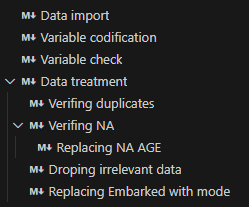 Data import
Variable codification
Variable check
Data treatment
Verifing duplicates
Verifing NA
Replacing NA AGE
Droping irrelevant data
Replacing Embarked with mode